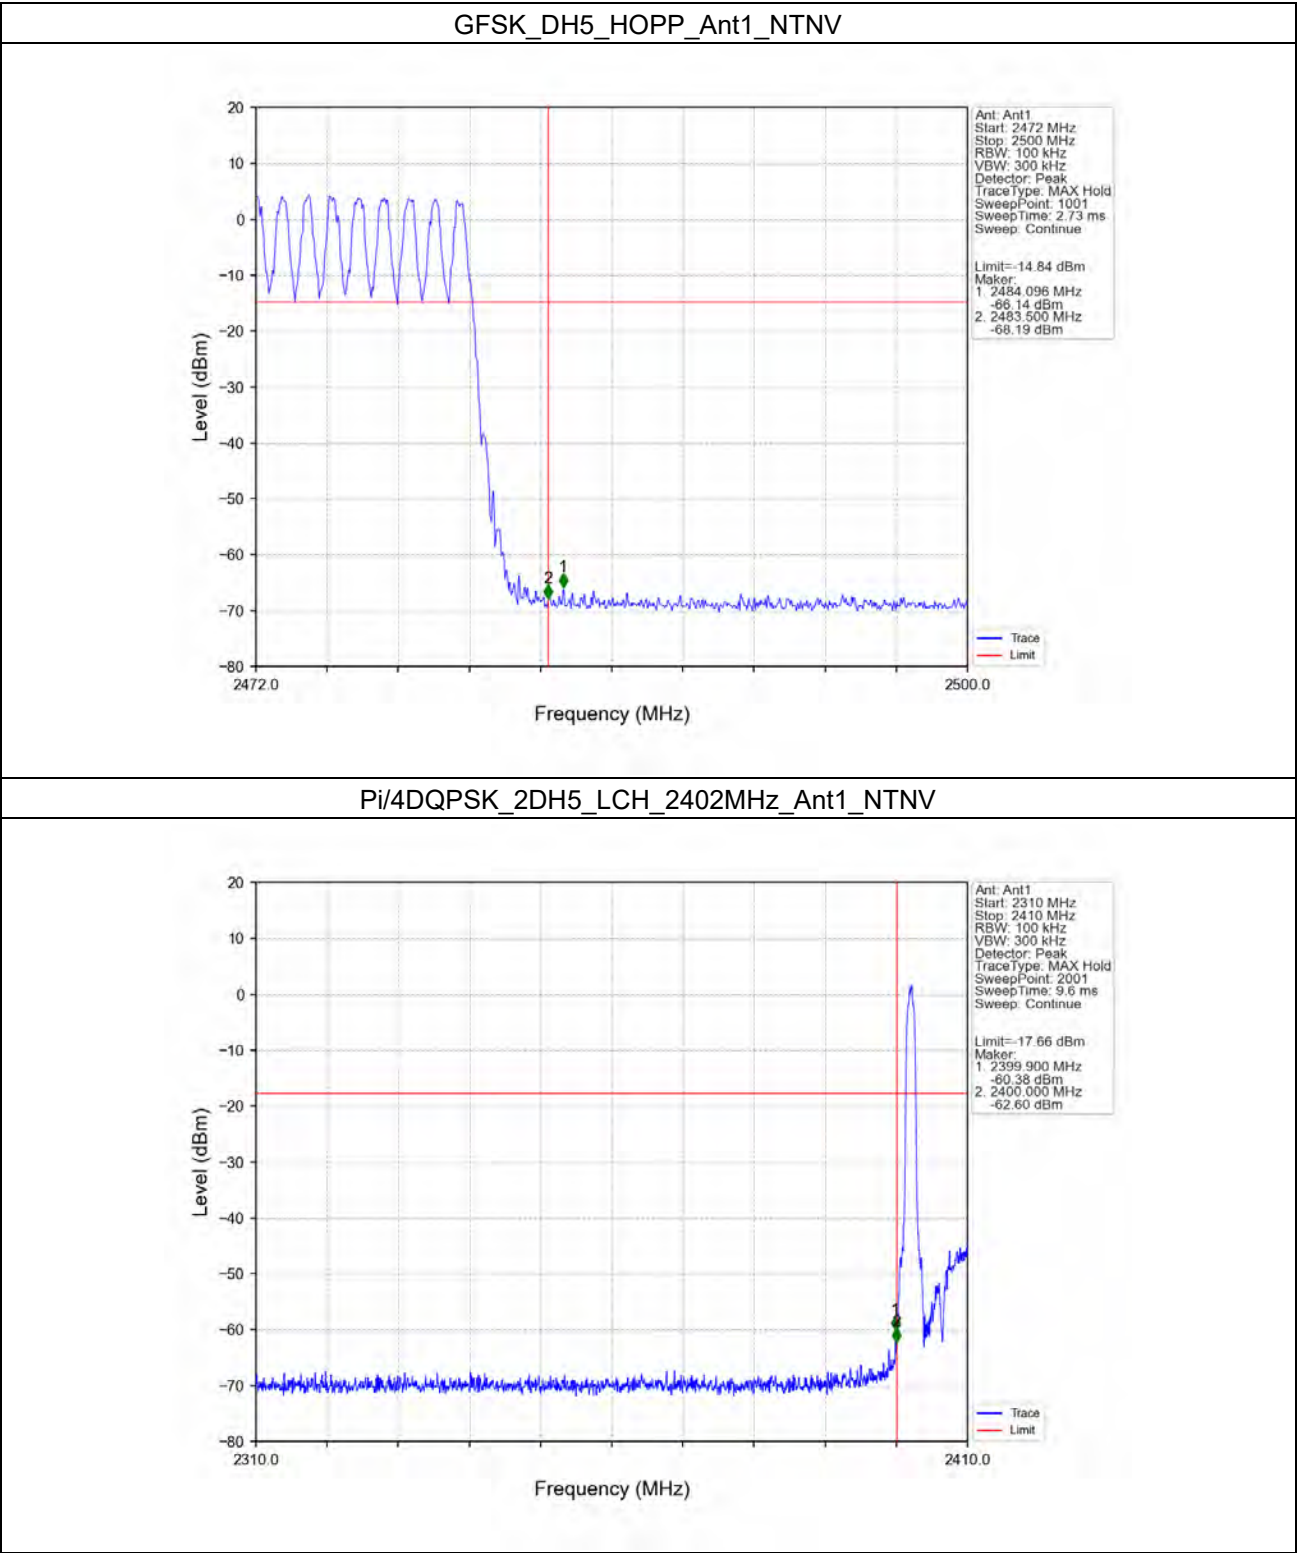 GFSK_DH5_HOPP_Ant1_NTNV
20
10
0
−10
−20
−30
−40
−50
−60
−70
−80
Level (dBm)
2472.0
2500.0
Frequency (MHz)
1
2
Ant: Ant1
Start: 2472 MHz
Stop: 2500 MHz
RBW: 100 kHz
VBW: 300 kHz
Detector: Peak
TraceType: MAX Hold
SweepPoint: 1001
SweepTime: 2.73 ms
Sweep: Continue
Limit=-14.84 dBm
Maker:
1. 2484.096 MHz
-66.14 dBm
2. 2483.500 MHz
-68.19 dBm
Trace
Limit
Pi/4DQPSK_2DH5_LCH_2402MHz_Ant1_NTNV
20
10
0
−10
−20
−30
−40
−50
−60
−70
−80
Level (dBm)
2310.0
2410.0
Frequency (MHz)
1
2
Ant: Ant1
Start: 2310 MHz
Stop: 2410 MHz
RBW: 100 kHz
VBW: 300 kHz
Detector: Peak
TraceType: MAX Hold
SweepPoint: 2001
SweepTime: 9.6 ms
Sweep: Continue
Limit=-17.66 dBm
Maker:
1. 2399.900 MHz
-60.38 dBm
2. 2400.000 MHz
-62.60 dBm
Trace
Limit